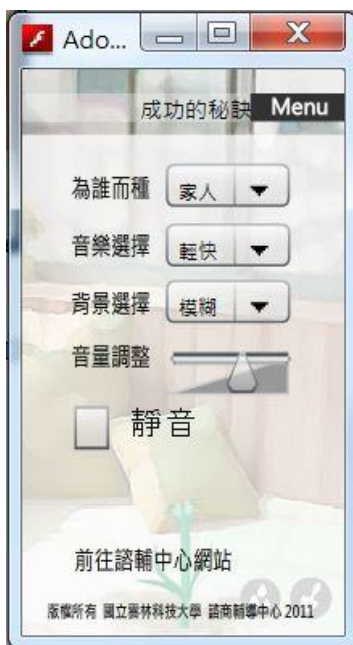 Ado...
成功的秘訣 Menu
為誰而種 家人
音樂選擇 輕快
背景選擇 模糊
音量調整
靜音
前往諮輔中心網站
版權所有 國立雲林科技大學 諮商輔導中心 2011